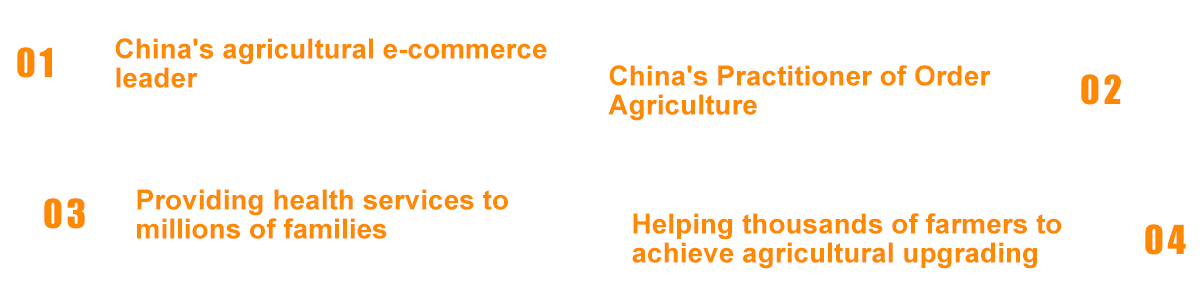 01
China's agricultural e-commerce
leader
China's Practitioner of Order
Agriculture
02
03
Providing health services to
millions of families
Helping thousands of farmers to
achieve agricultural upgrading
04